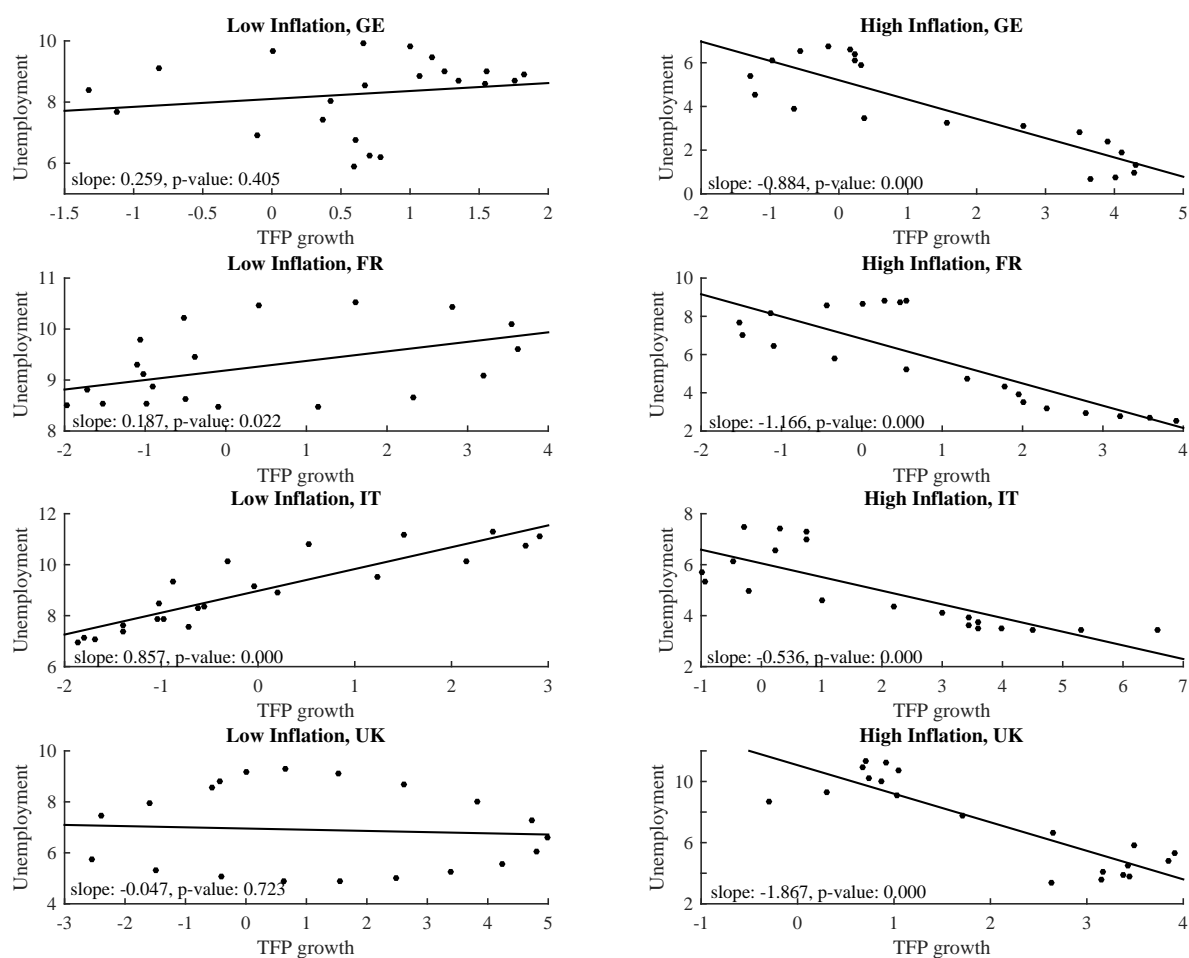 Low Inflation, GE
10
8
6
Unemployment
slope: 0.259, p-value: 0.405
-1.5 -1 -0.5 0 0.5 1 1.5 2
TFP growth
High Inflation, GE
6
4
2
0
Unemployment
slope: -0.884, p-value: 0.000
-2 -1 0 1 2 3 4 5
TFP growth
Low Inflation, FR
11
10
9
8
Unemployment
slope: 0.187, p-value: 0.022
-2 -1 0 1 2 3 4
TFP growth
High Inflation, FR
10
8
6
4
2
Unemployment
slope: -1.166, p-value: 0.000
-2 -1 0 1 2 3 4
TFP growth
Low Inflation, IT
12
10
8
6
Unemployment
slope: 0.857, p-value: 0.000
-2 -1 0 1 2 3
TFP growth
High Inflation, IT
8
6
4
2
Unemployment
slope: -0.536, p-value: 0.000
-1 0 1 2 3 4 5 6 7
TFP growth
Low Inflation, UK
10
8
6
4
Unemployment
slope: -0.047, p-value: 0.723
-3 -2 -1 0 1 2 3 4 5
TFP growth
High Inflation, UK
10
6
2
Unemployment
slope: -1.867, p-value: 0.000
-1 0 1 2 3 4
TFP growth